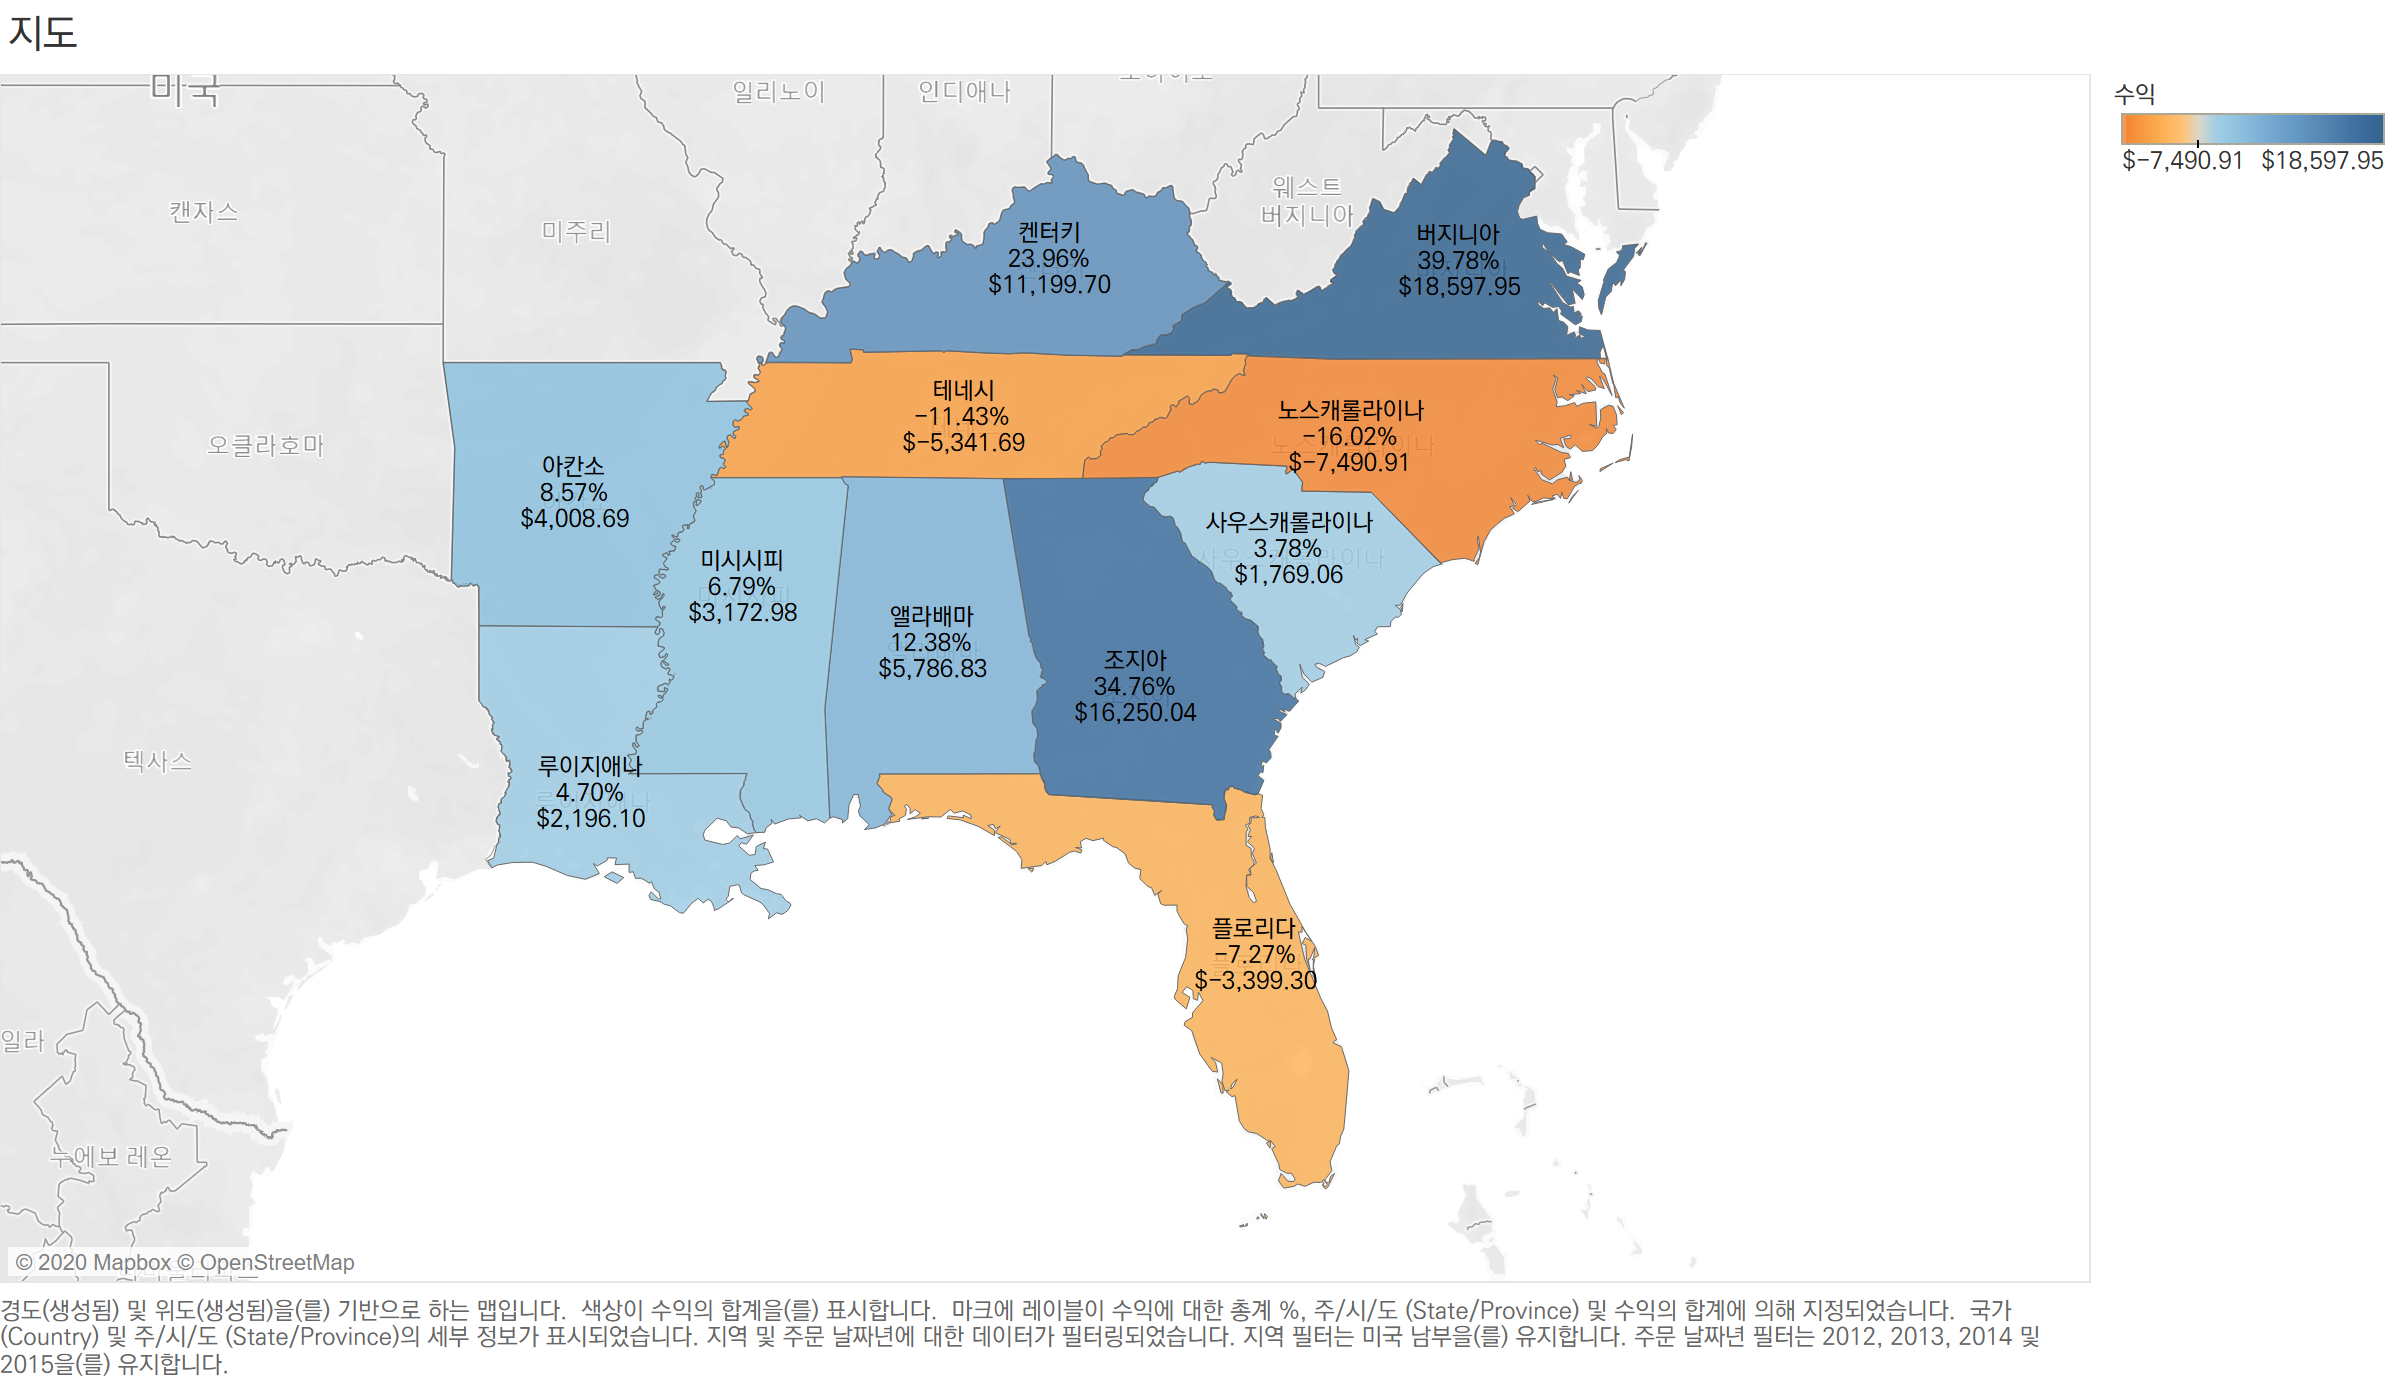 지도
미국
일리노이
인디애나
수익
$-7,490.91 $18,597.95
캔자스
미주리
웨스트
버지니아
켄터키
23.96%
$11,199.70
버지니아
39.78%
$18,597.95
오클라호마
테네시
-11.43%
$-5,341.69
노스캐롤라이나
-16.02%
$-7,490.91
아칸소
8.57%
$4,008.69
사우스캐롤라이나
3.78%
$1,769.06
미시시피
6.79%
$3,172.98
앨라배마
12.38%
$5,786.83
조지아
34.76%
$16,250.04
텍사스
루이지애나
4.70%
$2,196.10
플로리다
-7.27%
$-3,399.30
일라
누에보 레온
© 2020 Mapbox © OpenStreetMap
경도(생성됨) 및 위도(생성됨)을(를) 기반으로 하는 맵입니다. 색상이 수익의 합계을(를) 표시합니다. 마크에 레이블이 수익에 대한 총계 %, 주/시/도 (State/Province) 및 수익의 합계에 의해 지정되었습니다. 국가
(Country) 및 주/시/도 (State/Province)의 세부 정보가 표시되었습니다. 지역 및 주문 날짜년에 대한 데이터가 필터링되었습니다. 지역 필터는 미국 남부을(를) 유지합니다. 주문 날짜년 필터는 2012, 2013, 2014 및
2015을(를) 유지합니다.